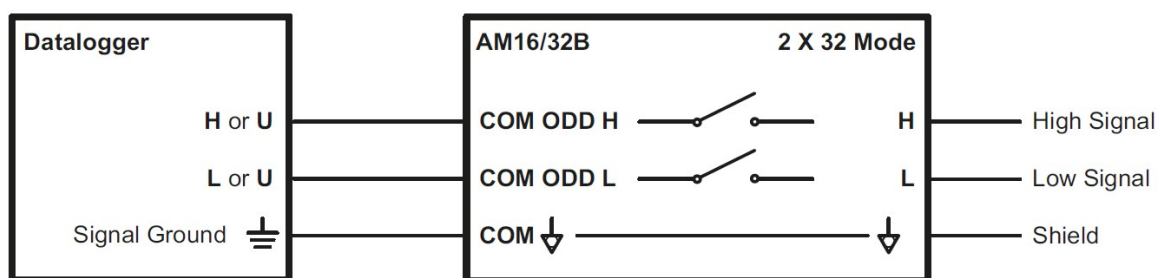 Datalogger
AM16/32B 2 X 32 Mode
H or U COM ODD H H High Signal
L or U COM ODD L L Low Signal
Signal Ground COM Shield